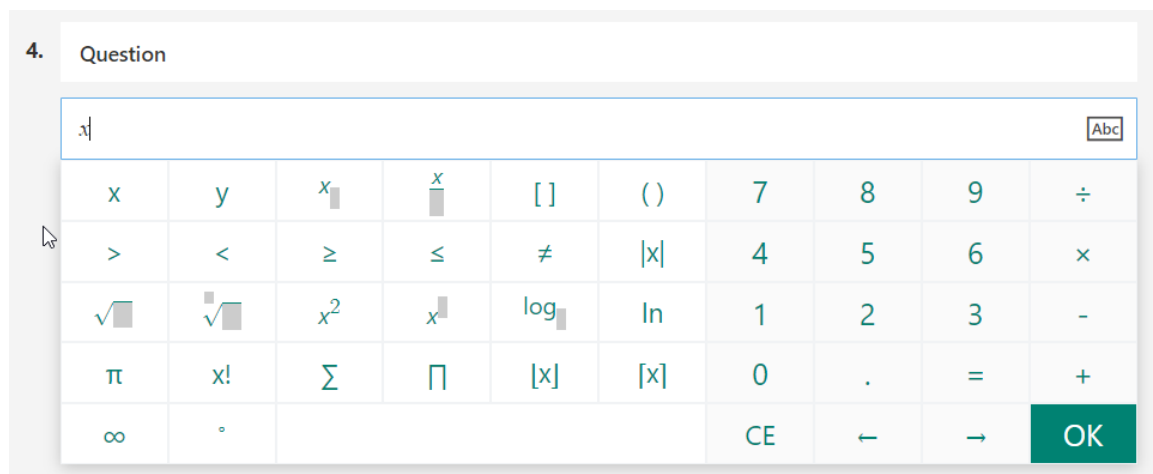 4. Question
x Abc
x y x▯ x/▯ [ ] ( ) 7 8 9 ÷
> < ≥ ≤ ≠ |x| 4 5 6 ×
√▯ ▯√▯ x² x▯ log▯ ln 1 2 3 -
π x! ∑ ∏ ⌊x⌋ ⌈x⌉ 0 . = +
∞ ° CE ← → OK